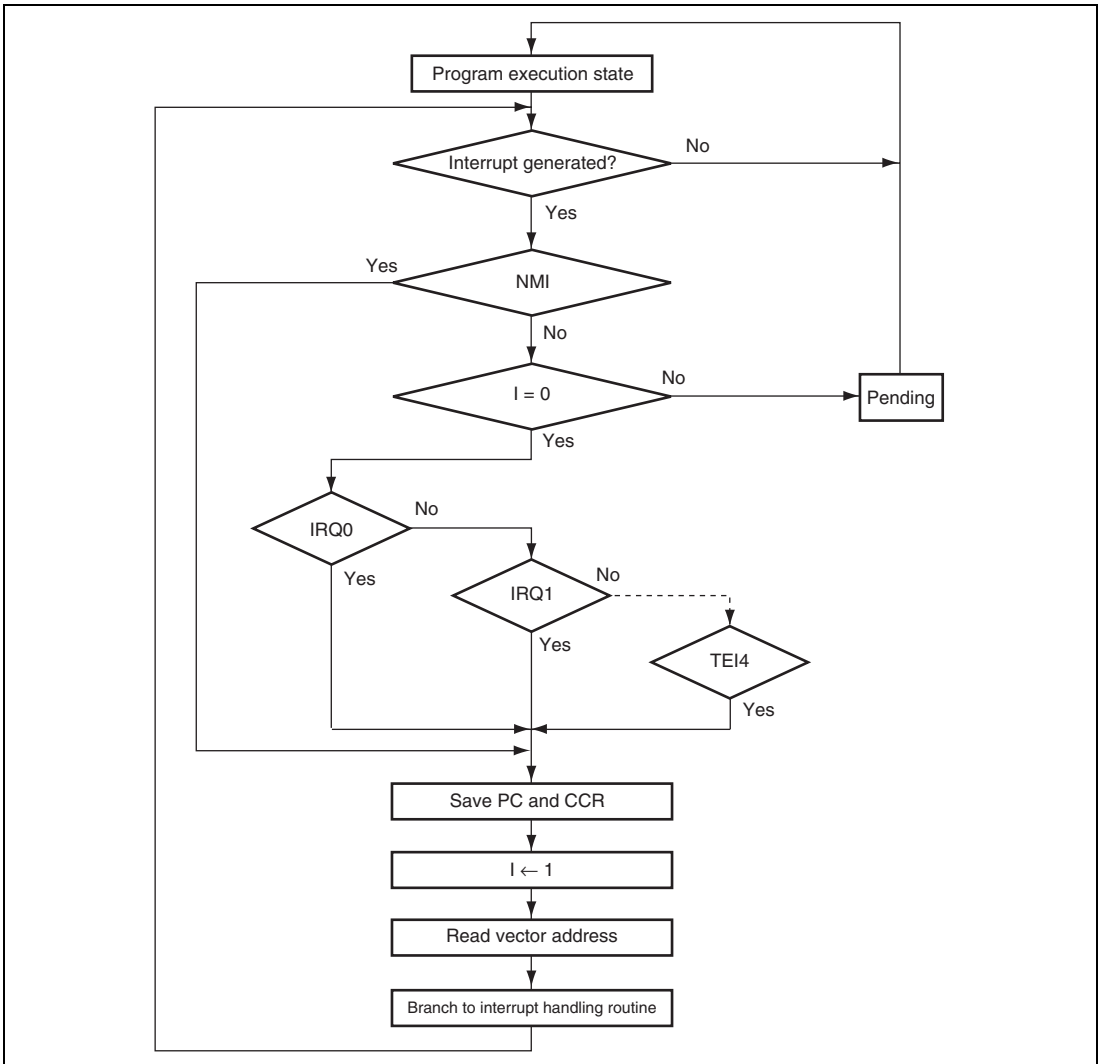 Program execution state
Interrupt generated?
No
Yes
Yes
NMI
No
I = 0
No
Pending
Yes
IRQ0
No
Yes
IRQ1
No
Yes
TEI4
Yes
Save PC and CCR
I ← 1
Read vector address
Branch to interrupt handling routine